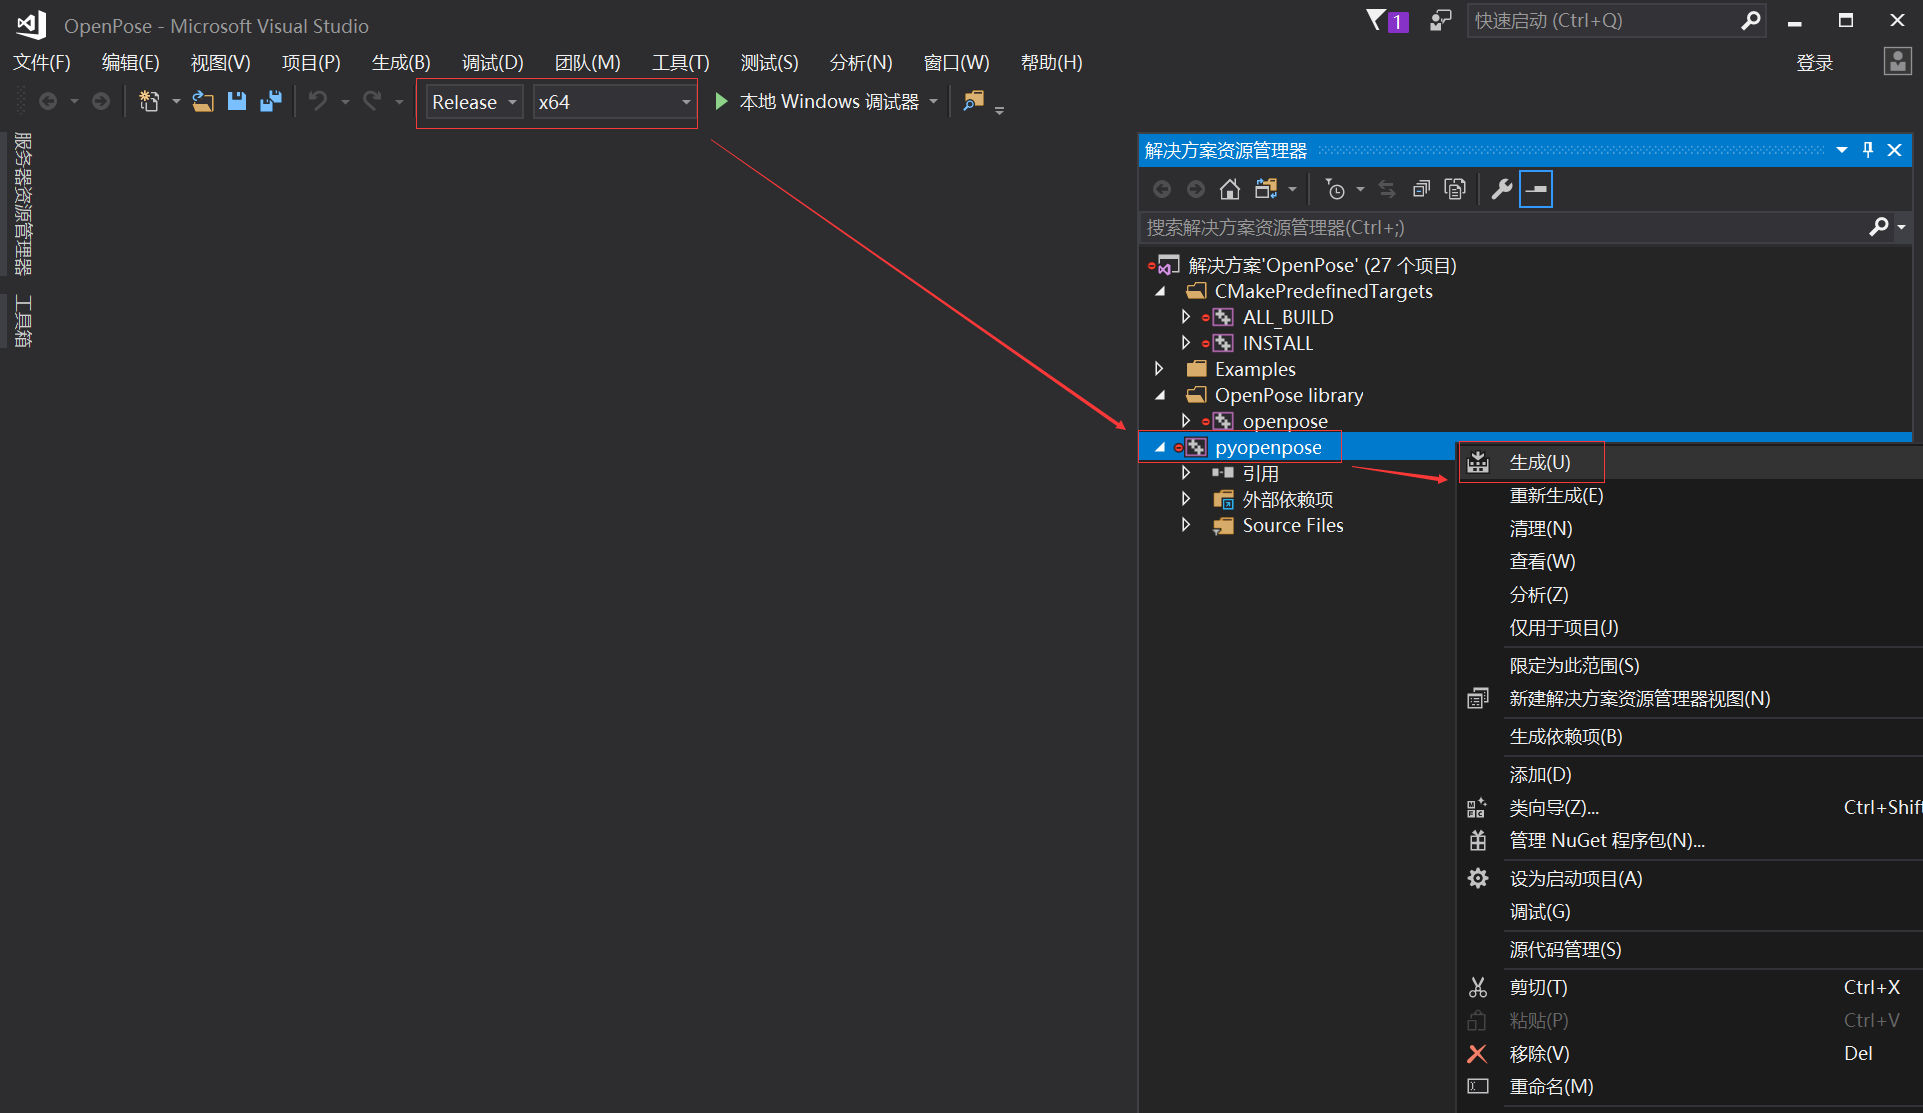 OpenPose - Microsoft Visual Studio
1
快速启动 (Ctrl+Q)
文件(F) 编辑(E) 视图(V) 项目(P) 生成(B) 调试(D) 团队(M) 工具(T) 测试(S) 分析(N) 窗口(W) 帮助(H)
登录
Release x64 本地 Windows 调试器
服务器资源管理器
工具箱
解决方案资源管理器
搜索解决方案资源管理器(Ctrl+;)
解决方案'OpenPose' (27 个项目)
CMakePredefinedTargets
ALL_BUILD
INSTALL
Examples
OpenPose library
openpose
pyopenpose
引用
外部依赖项
Source Files
生成(U)
重新生成(E)
清理(N)
查看(W)
分析(Z)
仅用于项目(J)
限定为此范围(S)
新建解决方案资源管理器视图(N)
生成依赖项(B)
添加(D)
类向导(Z)... Ctrl+Shift
管理 NuGet 程序包(N)...
设为启动项目(A)
调试(G)
源代码管理(S)
剪切(T) Ctrl+X
粘贴(P) Ctrl+V
移除(V) Del
重命名(M)